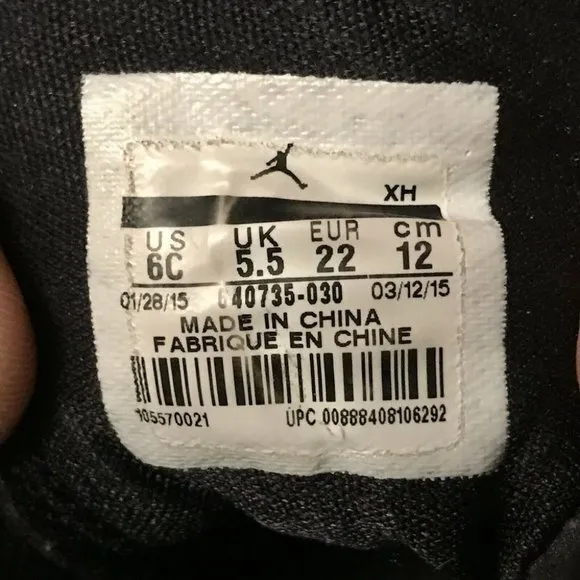 XH
US UK EUR cm
6C 5.5 22 12
01/28/15 640735-030 03/12/15
MADE IN CHINA
FABRIQUE EN CHINE
105570021 UPC 00888408106292